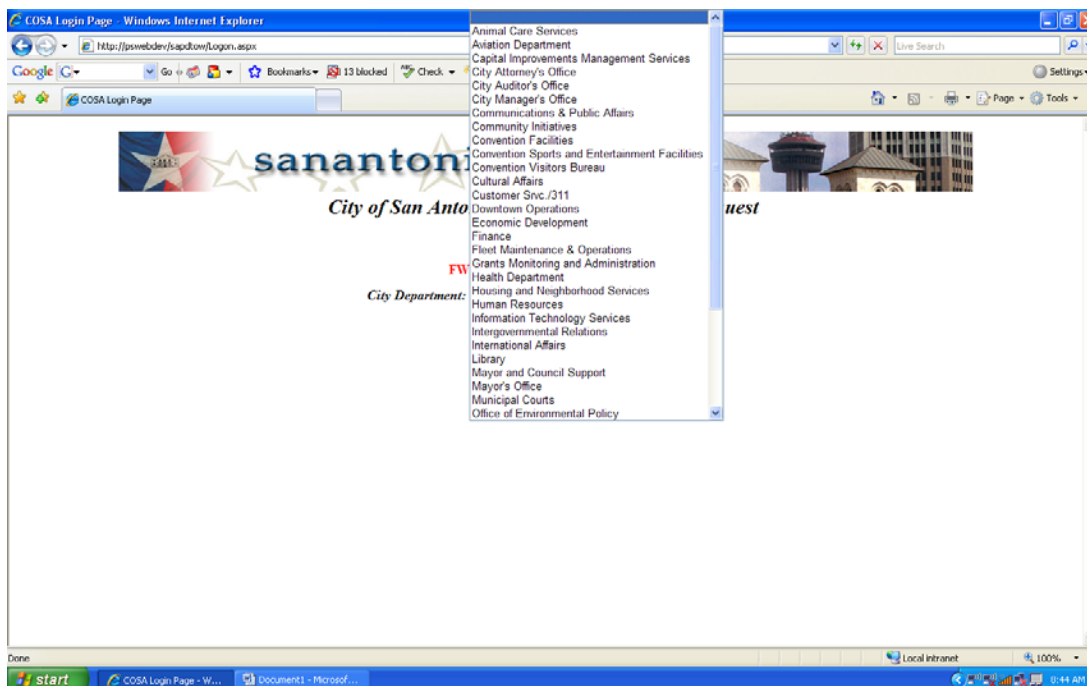 COSA Login Page - Windows Internet Explorer
http://pswebdev/sapdtow/Logon.aspx
Live Search
Google
Go
Bookmarks
13 blocked
Check
Settings
COSA Login Page
Page
Tools
sanantoni
City of San Anto
uest
FW
City Department:
Animal Care Services
Aviation Department
Capital Improvements Management Services
City Attorney's Office
City Auditor's Office
City Manager's Office
Communications & Public Affairs
Community Initiatives
Convention Facilities
Convention Sports and Entertainment Facilities
Convention Visitors Bureau
Cultural Affairs
Customer Srvc./311
Downtown Operations
Economic Development
Finance
Fleet Maintenance & Operations
Grants Monitoring and Administration
Health Department
Housing and Neighborhood Services
Human Resources
Information Technology Services
Intergovernmental Relations
International Affairs
Library
Mayor and Council Support
Mayor's Office
Municipal Courts
Office of Environmental Policy
Done
Local intranet
100%
start
COSA Login Page - W...
Document1 - Microsof...
8:44 AM